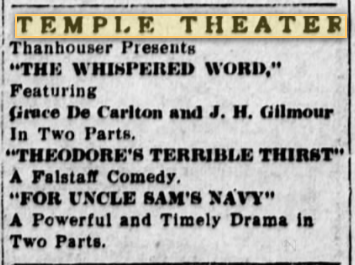 TEMPLE THEATER
Thanhouser Presents
"THE WHISPERED WORD,"
Featuring
Grace De Carlton and J. H. Gilmour
In Two Parts.
"THEODORE'S TERRIBLE THIRST"
A Falstaff Comedy.
"FOR UNCLE SAM'S NAVY"
A Powerful and Timely Drama in
Two Parts.